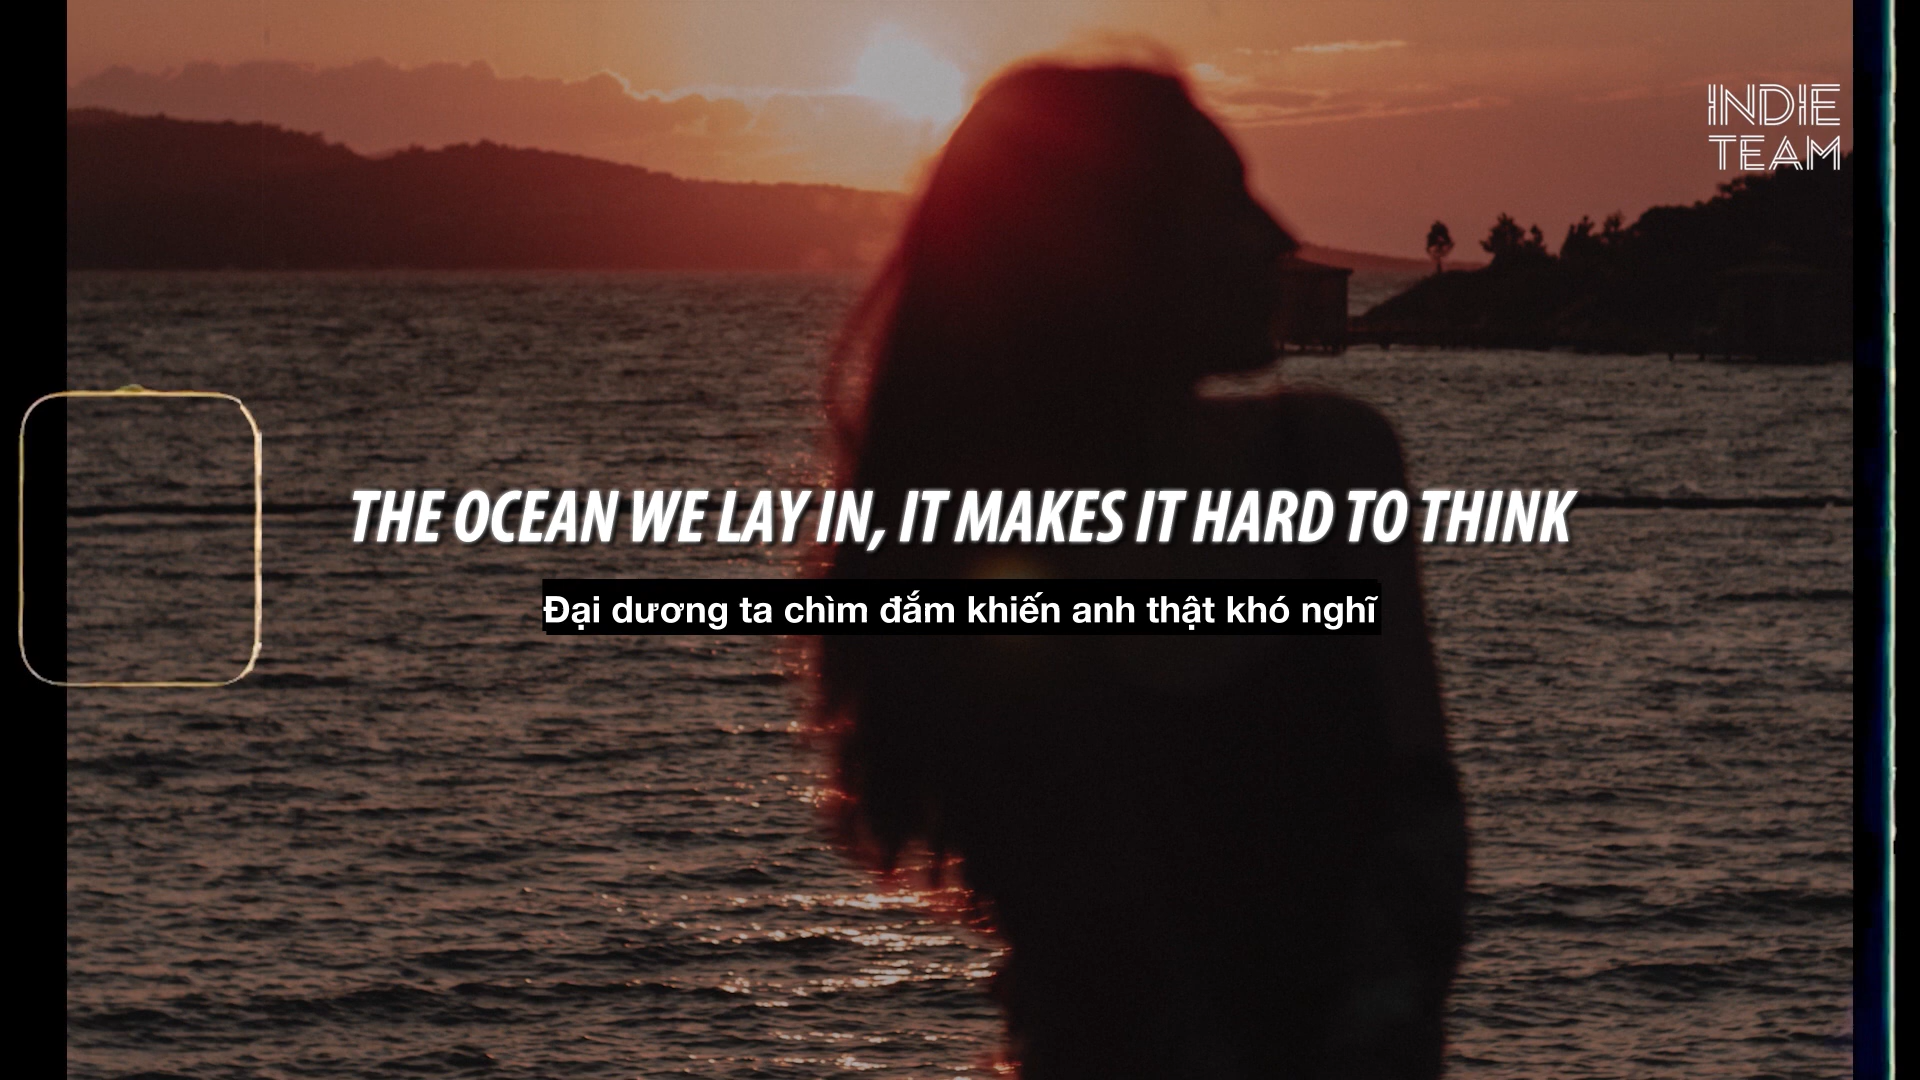 INDIE
TEAM
THE OCEAN WE LAY IN, IT MAKES IT HARD TO THINK
Đại dương ta chìm đắm khiến anh thật khó nghĩ